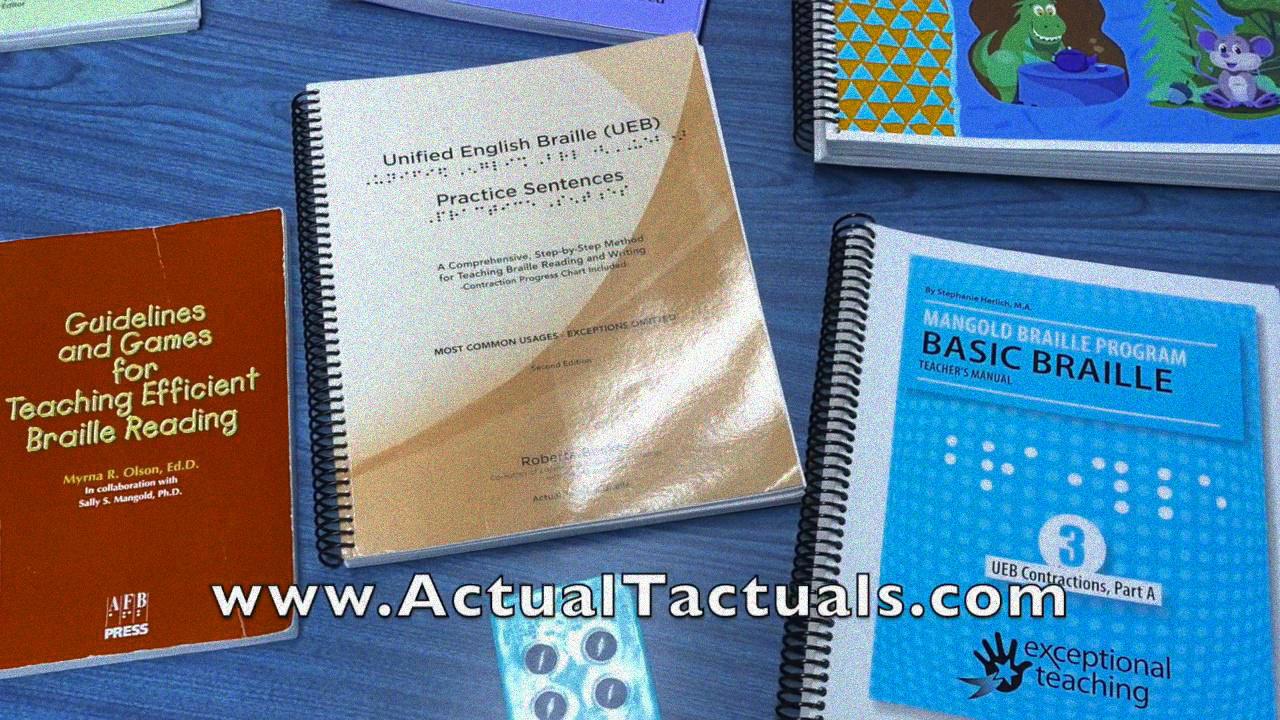 Editor
Unified English Braille (UEB)
Practice Sentences
A Comprehensive, Step-by-Step Method
for Teaching Braille Reading and Writing
Contraction Progress Chart Included
MOST COMMON USAGES - EXCEPTIONS OMITTED
Second Edition
Guidelines
and Games
for
Teaching Efficient
Braille Reading
Myrna R. Olson, Ed.D.
In collaboration with
Sally S. Mangold, Ph.D.
AFB
PRESS
By Stephanie Herlich, M.A.
MANGOLD BRAILLE PROGRAM
BASIC BRAILLE
TEACHER'S MANUAL
3
UEB Contractions, Part A
exceptional
teaching
www.ActualTactuals.com